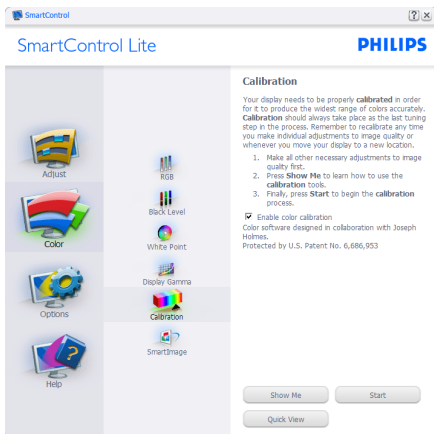 SmartControl
SmartControl Lite
PHILIPS
Adjust
Color
Options
Help
RGB
Black Level
White Point
Display Gamma
Calibration
SmartImage
Calibration
Your display needs to be properly calibrated in order
for it to produce the widest range of colors accurately.
Calibration should always take place as the last tuning
step in the process. Remember to recalibrate any time
you make individual adjustments to image quality or
whenever you move your display to a new location.
1. Make all other necessary adjustments to image
quality first.
2. Press Show Me to learn how to use the
calibration tools.
3. Finally, press Start to begin the calibration
process.
Enable color calibration
Color software designed in collaboration with Joseph
Holmes.
Protected by U.S. Patent No. 6,686,953
Show Me
Start
Quick View